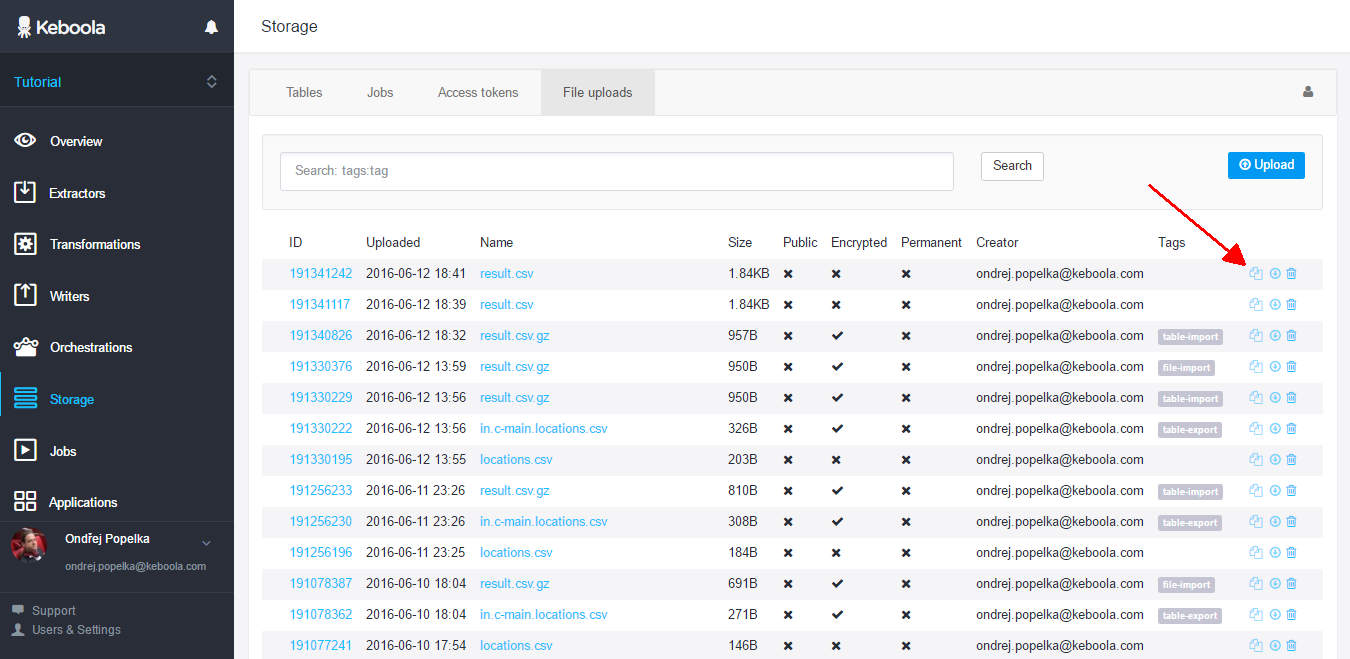 Keboola
Storage
Tutorial
Tables Jobs Access tokens File uploads
Overview
Extractors
Transformations
Writers
Orchestrations
Storage
Jobs
Applications
Ondřej Popelka
ondrej.popelka@keboola.com
Support
Users & Settings
Search: tags:tag Search Upload
ID Uploaded Name Size Public Encrypted Permanent Creator Tags
191341242 2016-06-12 18:41 result.csv 1.84KB ondrej.popelka@keboola.com
191341117 2016-06-12 18:39 result.csv 1.84KB ondrej.popelka@keboola.com
191340826 2016-06-12 18:32 result.csv.gz 957B ondrej.popelka@keboola.com table-import
191330376 2016-06-12 13:59 result.csv.gz 950B ondrej.popelka@keboola.com file-import
191330229 2016-06-12 13:56 result.csv.gz 950B ondrej.popelka@keboola.com table-import
191330222 2016-06-12 13:56 in.c-main.locations.csv 326B ondrej.popelka@keboola.com table-export
191330195 2016-06-12 13:55 locations.csv 203B ondrej.popelka@keboola.com
191256233 2016-06-11 23:26 result.csv.gz 810B ondrej.popelka@keboola.com table-import
191256230 2016-06-11 23:26 in.c-main.locations.csv 308B ondrej.popelka@keboola.com table-export
191256196 2016-06-11 23:25 locations.csv 184B ondrej.popelka@keboola.com
191078387 2016-06-10 18:04 result.csv.gz 691B ondrej.popelka@keboola.com file-import
191078362 2016-06-10 18:04 in.c-main.locations.csv 271B ondrej.popelka@keboola.com table-export
191077241 2016-06-10 17:54 locations.csv 146B ondrej.popelka@keboola.com